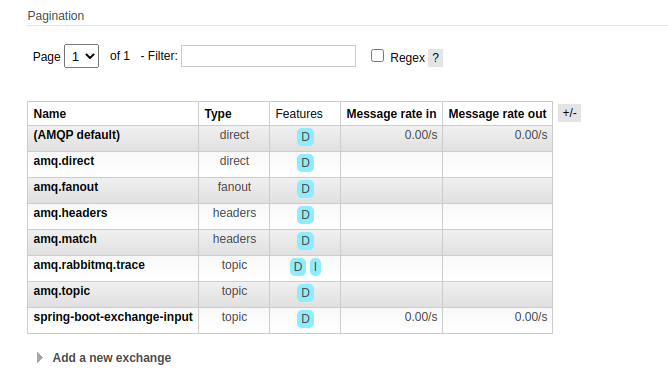 Pagination
Page 1 of 1 - Filter: Regex ?
Name Type Features Message rate in Message rate out +/-
(AMQP default) direct D 0.00/s 0.00/s
amq.direct direct D
amq.fanout fanout D
amq.headers headers D
amq.match headers D
amq.rabbitmq.trace topic D I
amq.topic topic D
spring-boot-exchange-input topic D 0.00/s 0.00/s
Add a new exchange